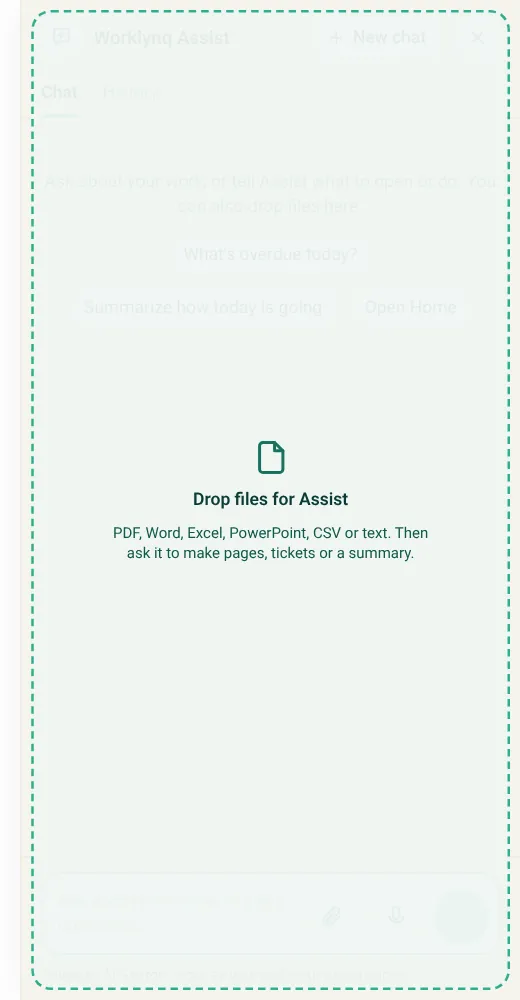 Worklynq Assist
+ New chat
Chat
Ask about your work, or tell Assist what to open or do. You
can also drop files here.
What's overdue today?
Summarize how today is going
Open Home
Drop files for Assist
PDF, Word, Excel, PowerPoint, CSV or text. Then
ask it to make pages, tickets or a summary.